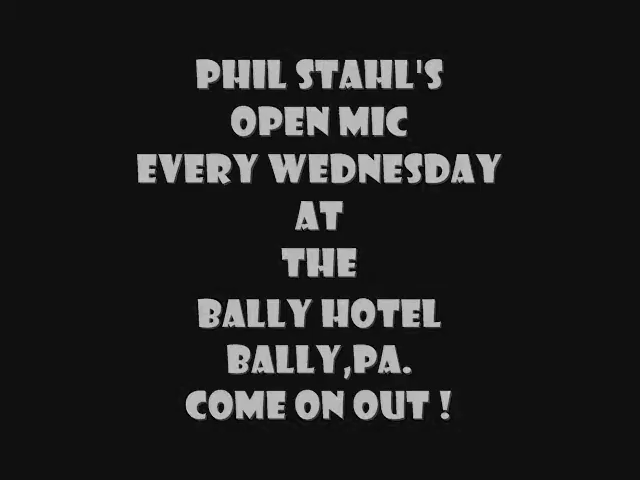 PHIL STAHL'S
OPEN MIC
EVERY WEDNESDAY
AT
THE
BALLY HOTEL
BALLY,PA.
COME ON OUT !